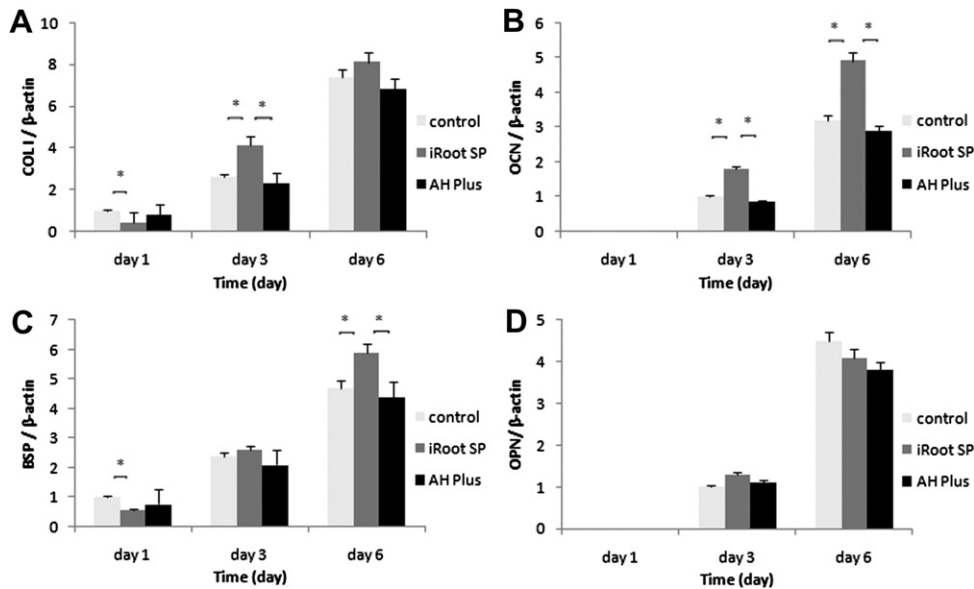 A
COL I / β-actin
10
8
6
4
2
0
*
* *
day 1 day 3 day 6
Time (day)
control
iRoot SP
AH Plus
B
OCN / β-actin
6
5
4
3
2
1
0
* *
* *
day 1 day 3 day 6
Time (day)
control
iRoot SP
AH Plus
C
BSP / β-actin
7
6
5
4
3
2
1
0
*
* *
day 1 day 3 day 6
Time (day)
control
iRoot SP
AH Plus
D
OPN/ β-actin
5
4
3
2
1
0
day 1 day 3 day 6
Time (day)
control
iRoot SP
AH Plus